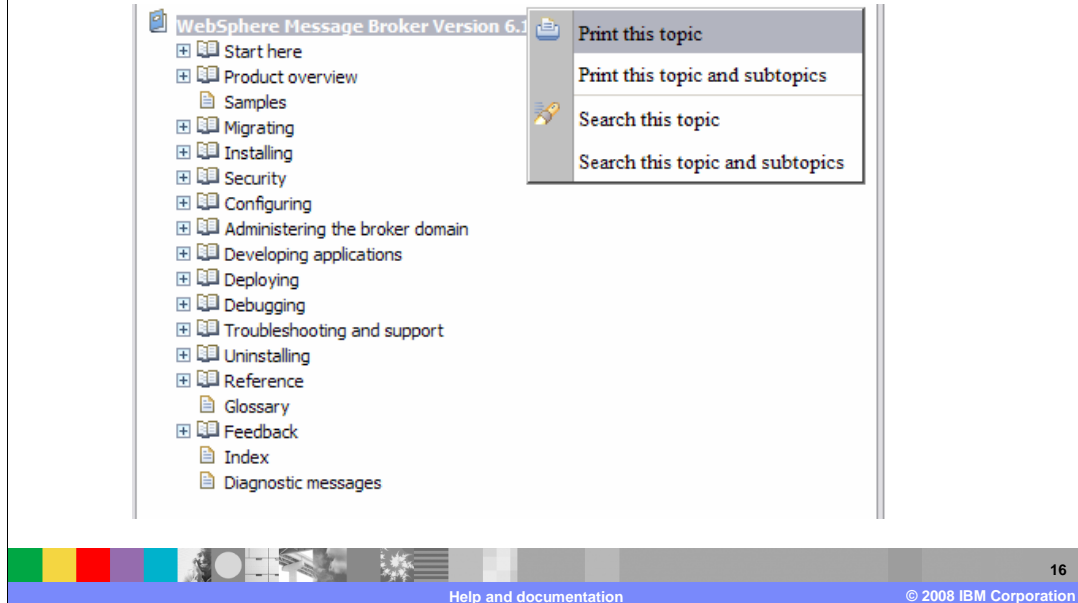 WebSphere Message Broker Version 6.1
Start here
Product overview
Samples
Migrating
Installing
Security
Configuring
Administering the broker domain
Developing applications
Deploying
Debugging
Troubleshooting and support
Uninstalling
Reference
Glossary
Feedback
Index
Diagnostic messages
Print this topic
Print this topic and subtopics
Search this topic
Search this topic and subtopics
16
Help and documentation
© 2008 IBM Corporation